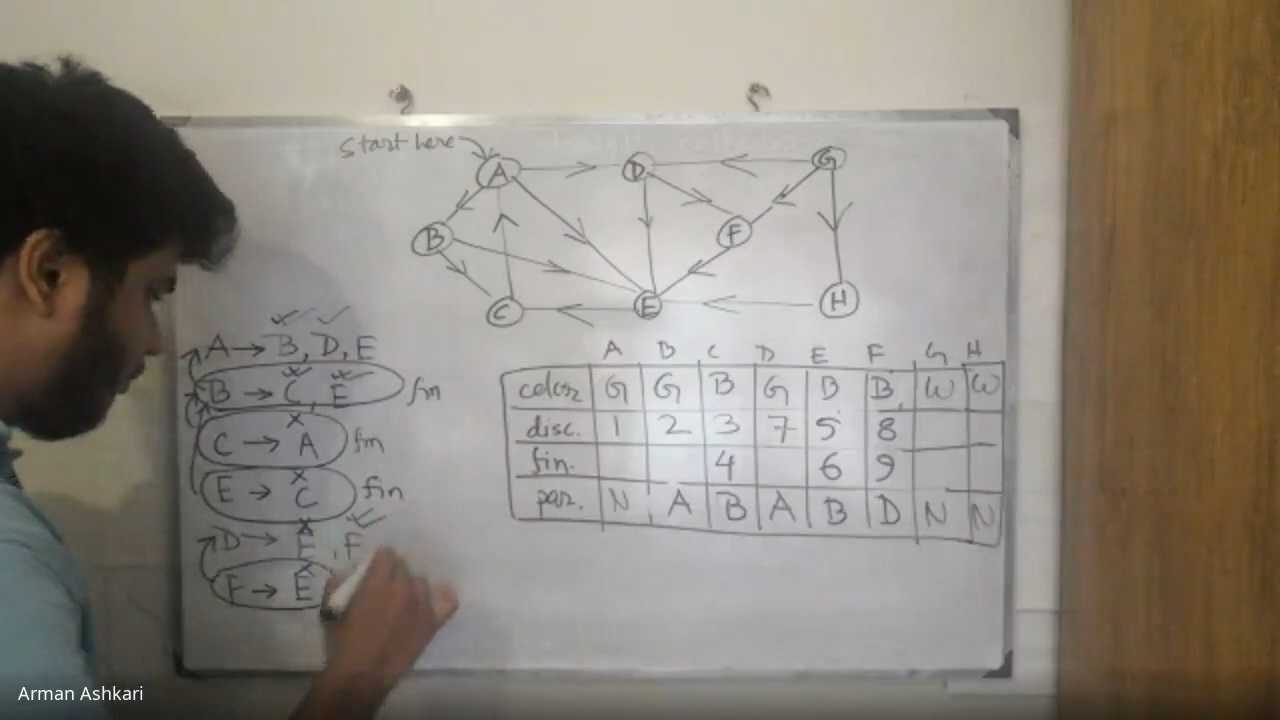 start here
A D G
B F
C E H
A → B, D, E
B → C, E fin
C → A fin
E → C fin
D → E, F
F → E
A B C D E F G H
color G G B G B B W W
disc. 1 2 3 7 5 8
fin. 4 6 9
par. N A B A B D N N
Arman Ashkari